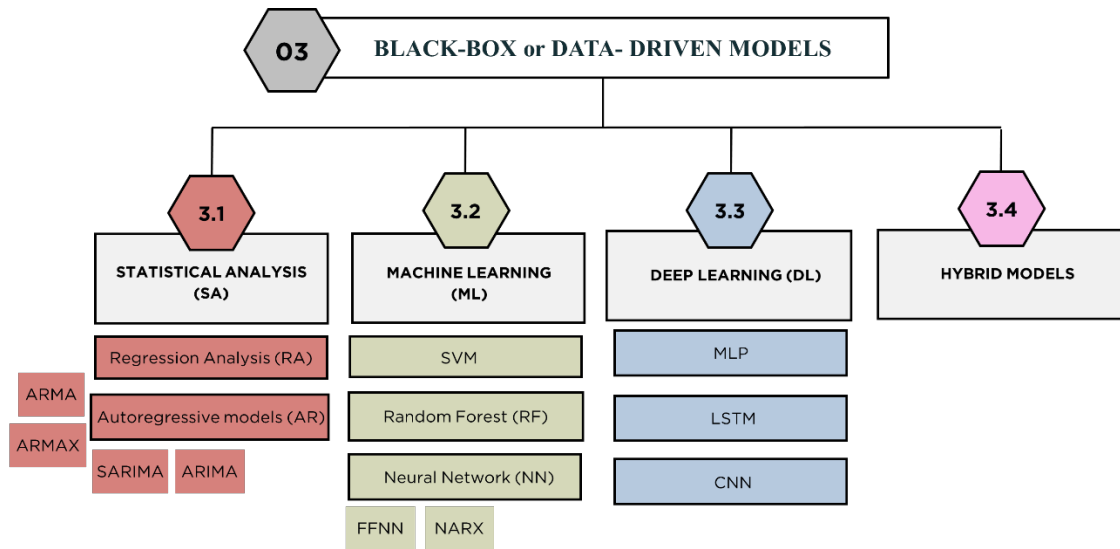 03
BLACK-BOX or DATA- DRIVEN MODELS
3.1
STATISTICAL ANALYSIS
(SA)
Regression Analysis (RA)
ARMA
Autoregressive models (AR)
ARMAX
SARIMA
ARIMA
3.2
MACHINE LEARNING
(ML)
SVM
Random Forest (RF)
Neural Network (NN)
FFNN
NARX
3.3
DEEP LEARNING (DL)
MLP
LSTM
CNN
3.4
HYBRID MODELS